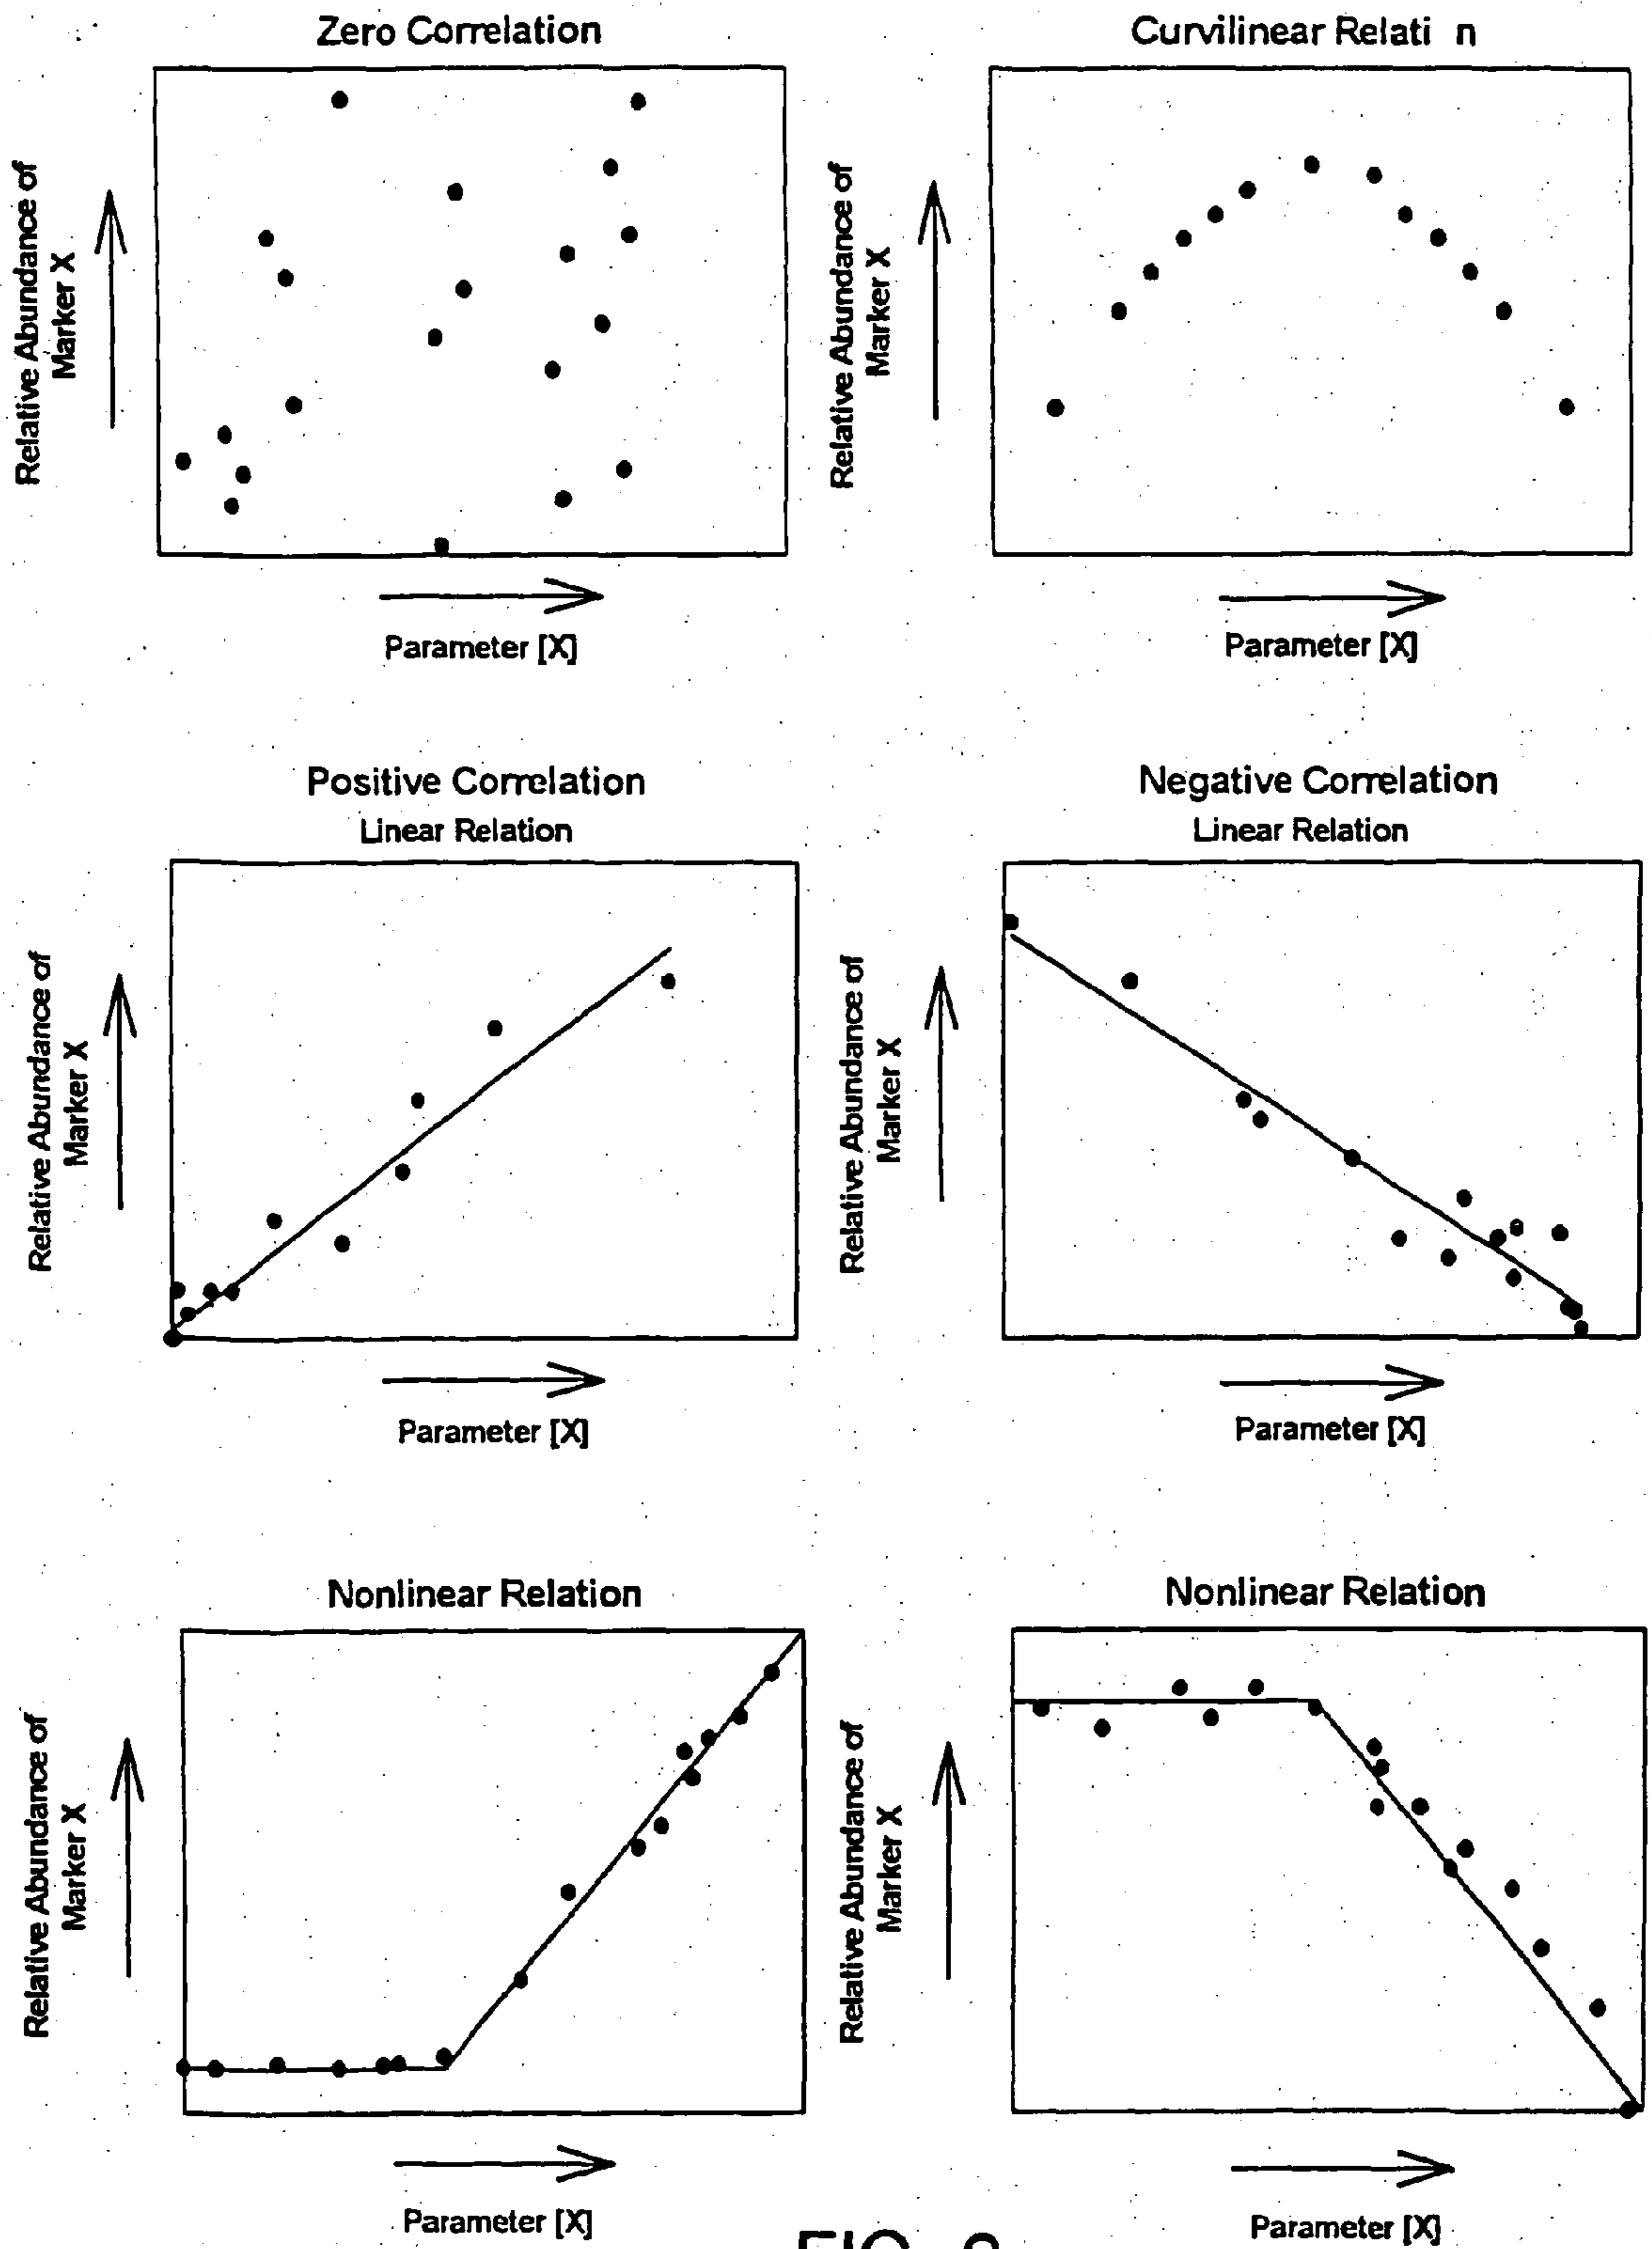 Zero Correlation
Curvilinear Relati n
Relative Abundance of
Marker X
Relative Abundance of
Marker X
Parameter [X]
Parameter [X]
Positive Correlation
Linear Relation
Negative Correlation
Linear Relation
Relative Abundance of
Marker X
Relative Abundance of
Marker X
Parameter [X]
Parameter [X]
Nonlinear Relation
Nonlinear Relation
Relative Abundance of
Marker X
Relative Abundance of
Marker X
Parameter [X]
Parameter [X]
FIG.